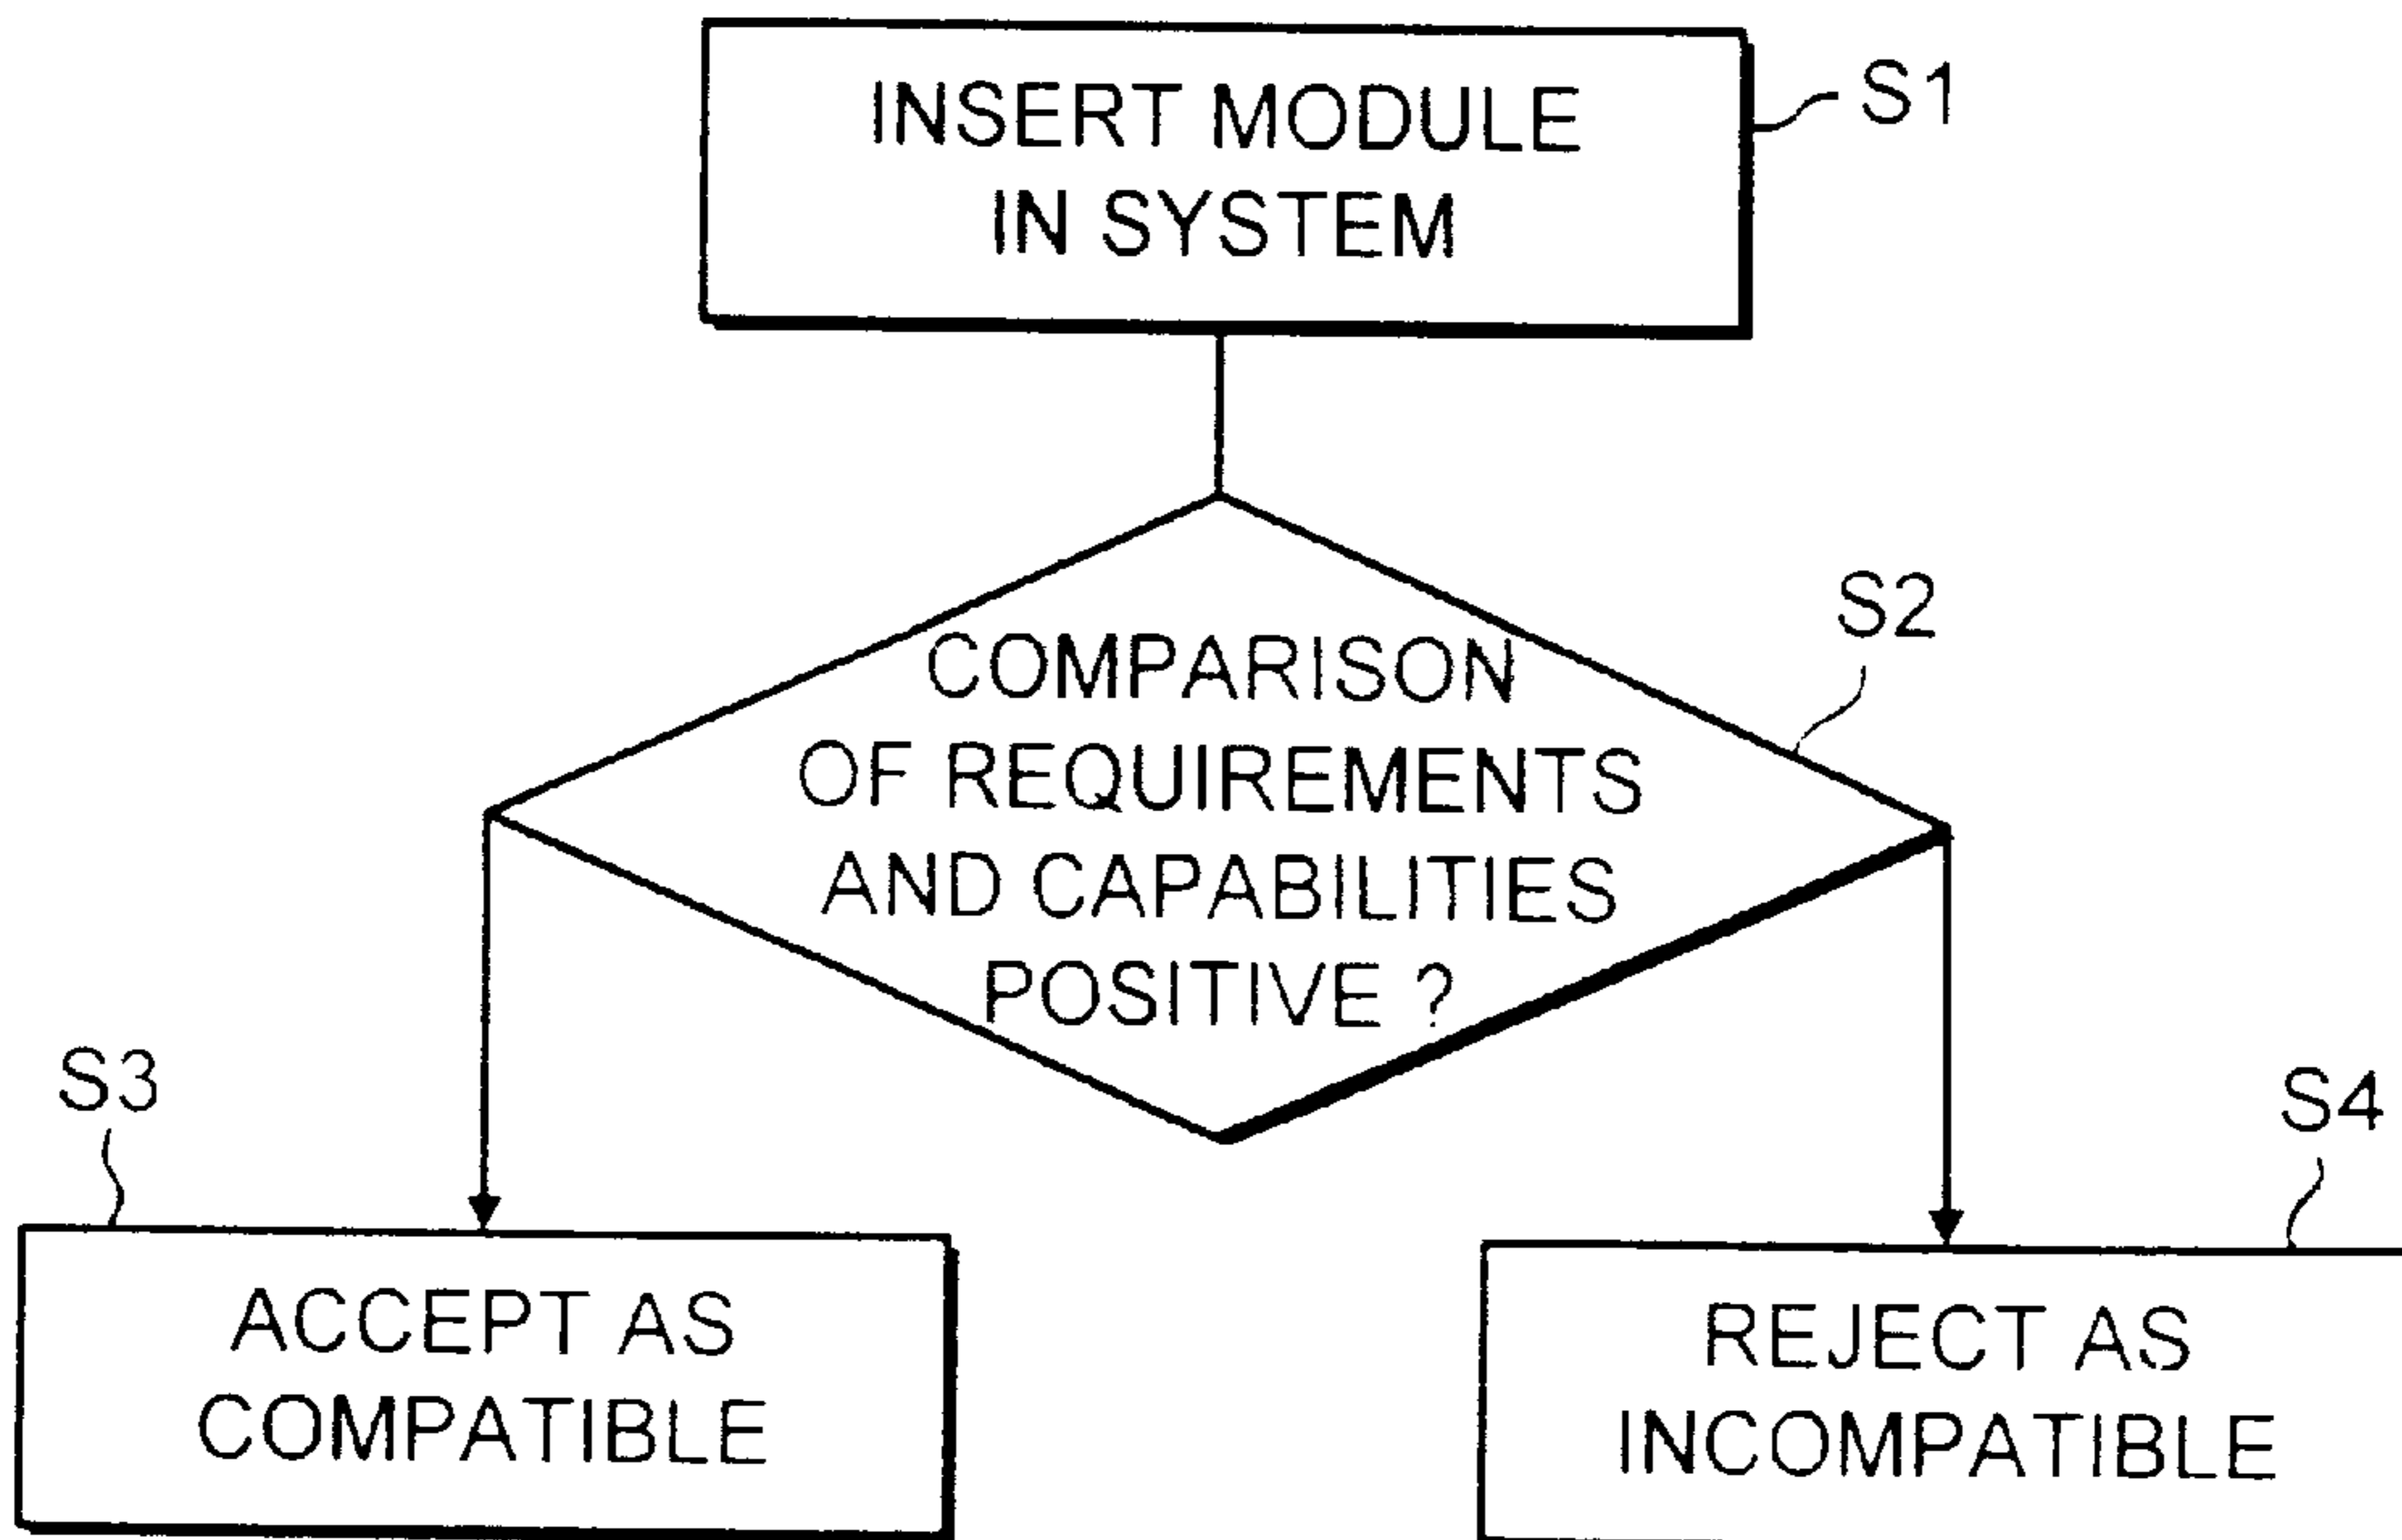 INSERT MODULE
IN SYSTEM
S1
COMPARISON
OF REQUIREMENTS
AND CAPABILITIES
POSITIVE ?
S2
S3
ACCEPT AS
COMPATIBLE
S4
REJECT AS
INCOMPATIBLE